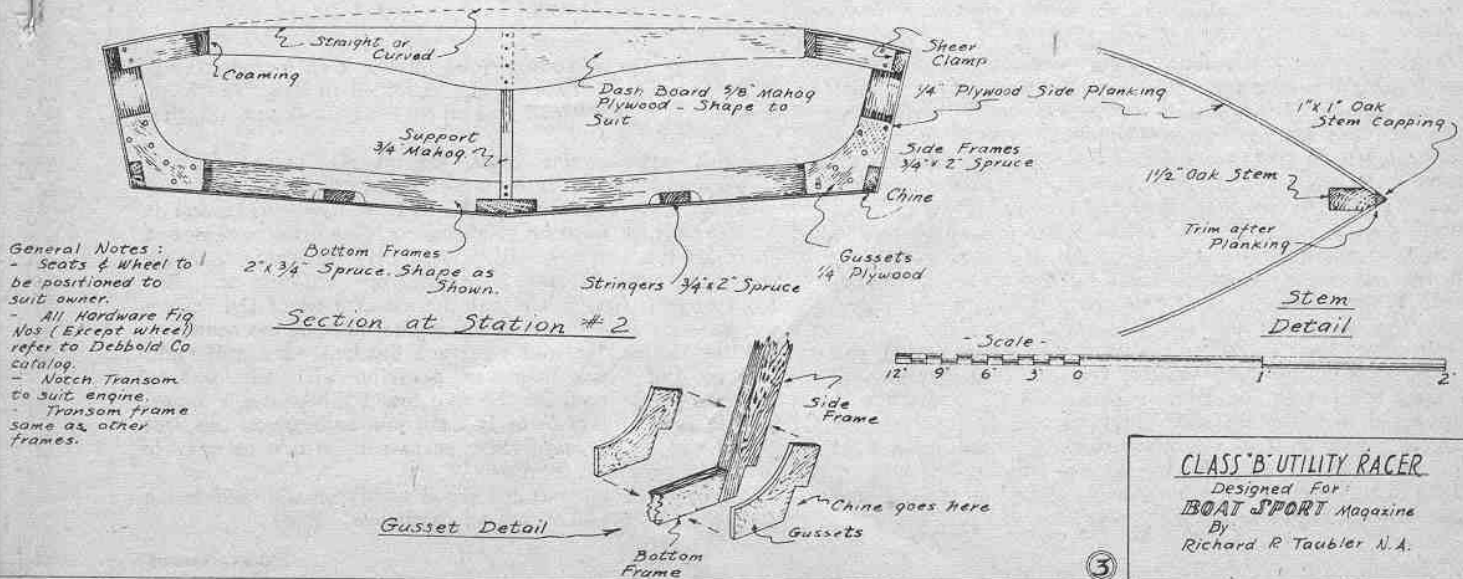 Straight or
Curved
Coaming
Dash Board 5/8" Mahog
Plywood - Shape to
Suit
Sheer
Clamp
1/4" Plywood Side Planking
Support
3/4" Mahog
Side Frames
3/4" x 2" Spruce
Chine
Bottom Frames
2" x 3/4" Spruce. Shape as
Shown.
Stringers 3/4" x 2" Spruce
Gussets
1/4" Plywood
Section at Station # 2
1" x 1" Oak
Stem Capping
1 1/2" Oak Stem
Trim after
Planking
Stem
Detail
General Notes :
- Seats & Wheel to
be positioned to
suit owner.
- All Hardware Fig
Nos (Except wheel)
refer to Debbold Co
catalog.
- Notch Transom
to suit engine.
- Transom frame
same as other
frames.
- Scale -
12" 9" 6" 3" 0 1' 2'
Side
Frame
Chine goes here
Gussets
Gusset Detail
Bottom
Frame
3
CLASS "B" UTILITY RACER
Designed For:
BOAT SPORT Magazine
By
Richard R Taubler N.A.